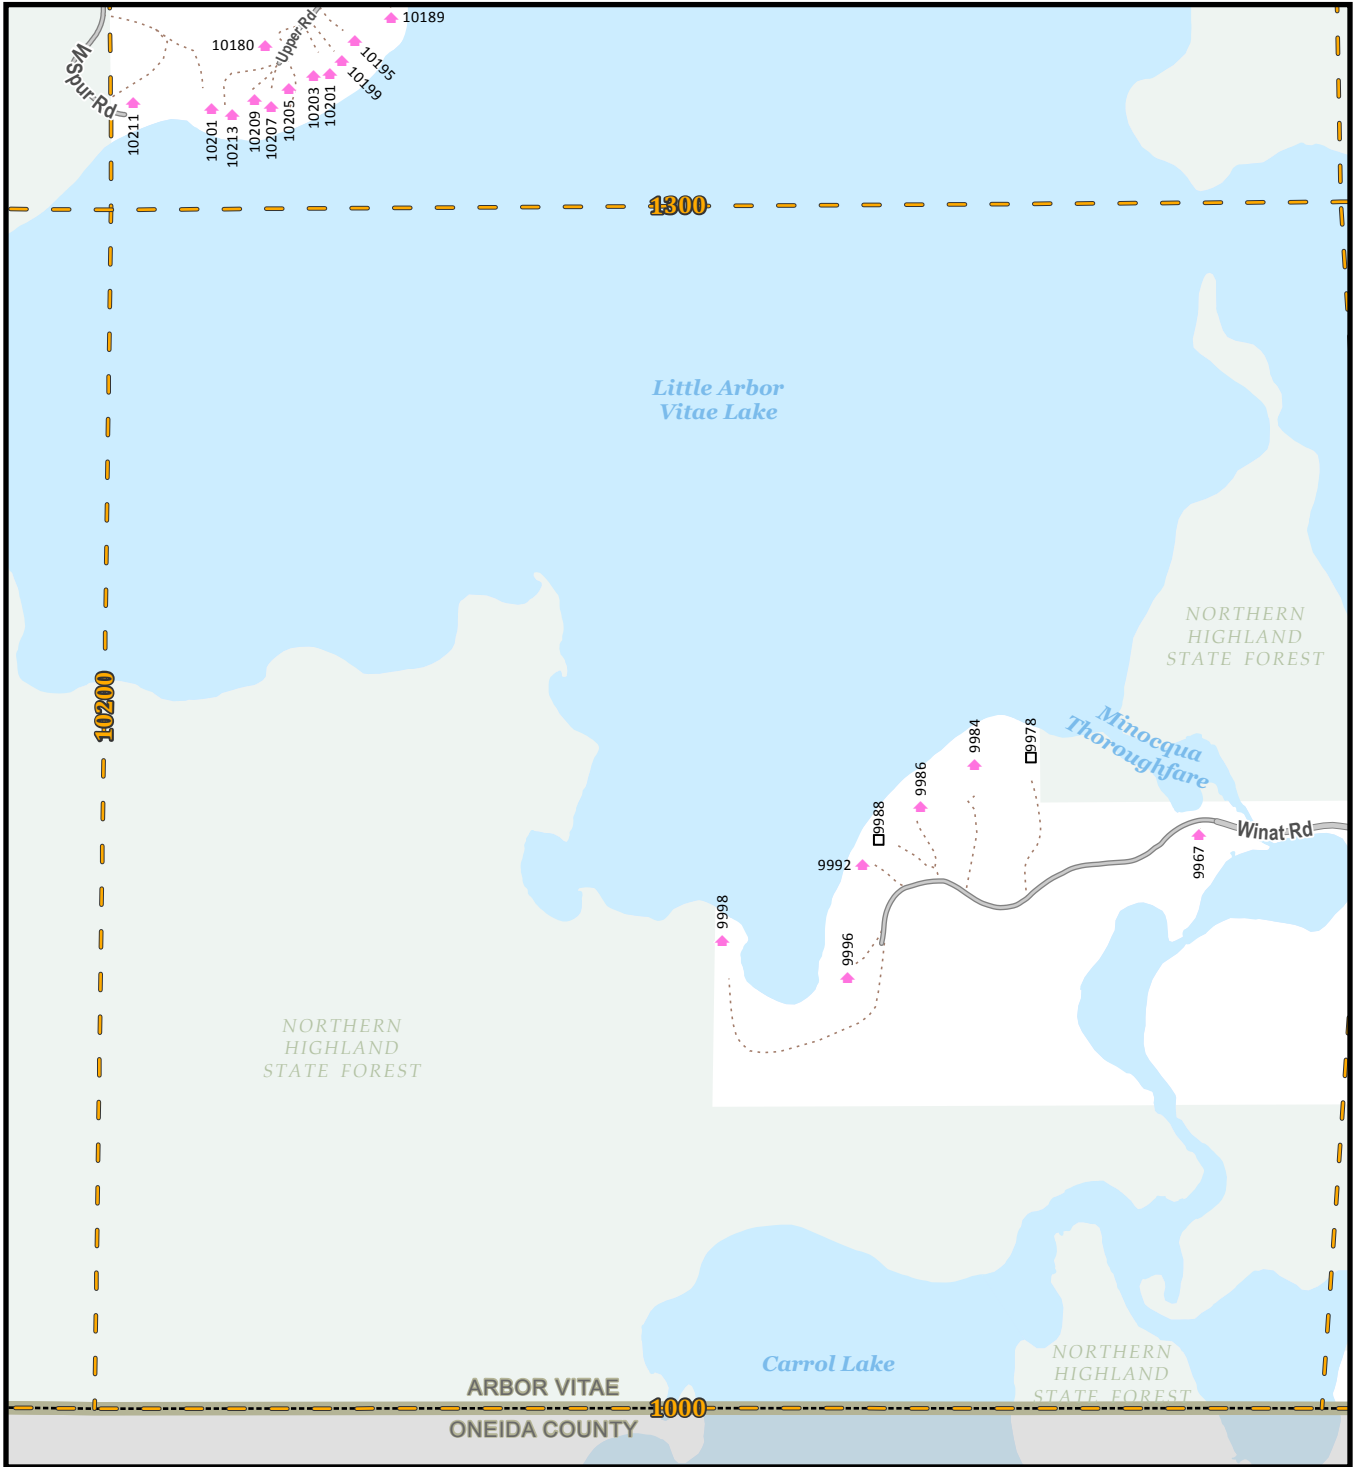 10189
Upper Rd
10180
10195
10199
W Spur Rd
10211
10201
10213
10209
10207
10205
10203
10201
1300
Little Arbor
Vitae Lake
NORTHERN
HIGHLAND
STATE FOREST
10200
Minocqua
Thoroughfare
9984
9978
9986
9988
Winat Rd
9992
9967
9998
9996
NORTHERN
HIGHLAND
STATE FOREST
Carrol Lake
NORTHERN
HIGHLAND
STATE FOREST
ARBOR VITAE
1000
ONEIDA COUNTY